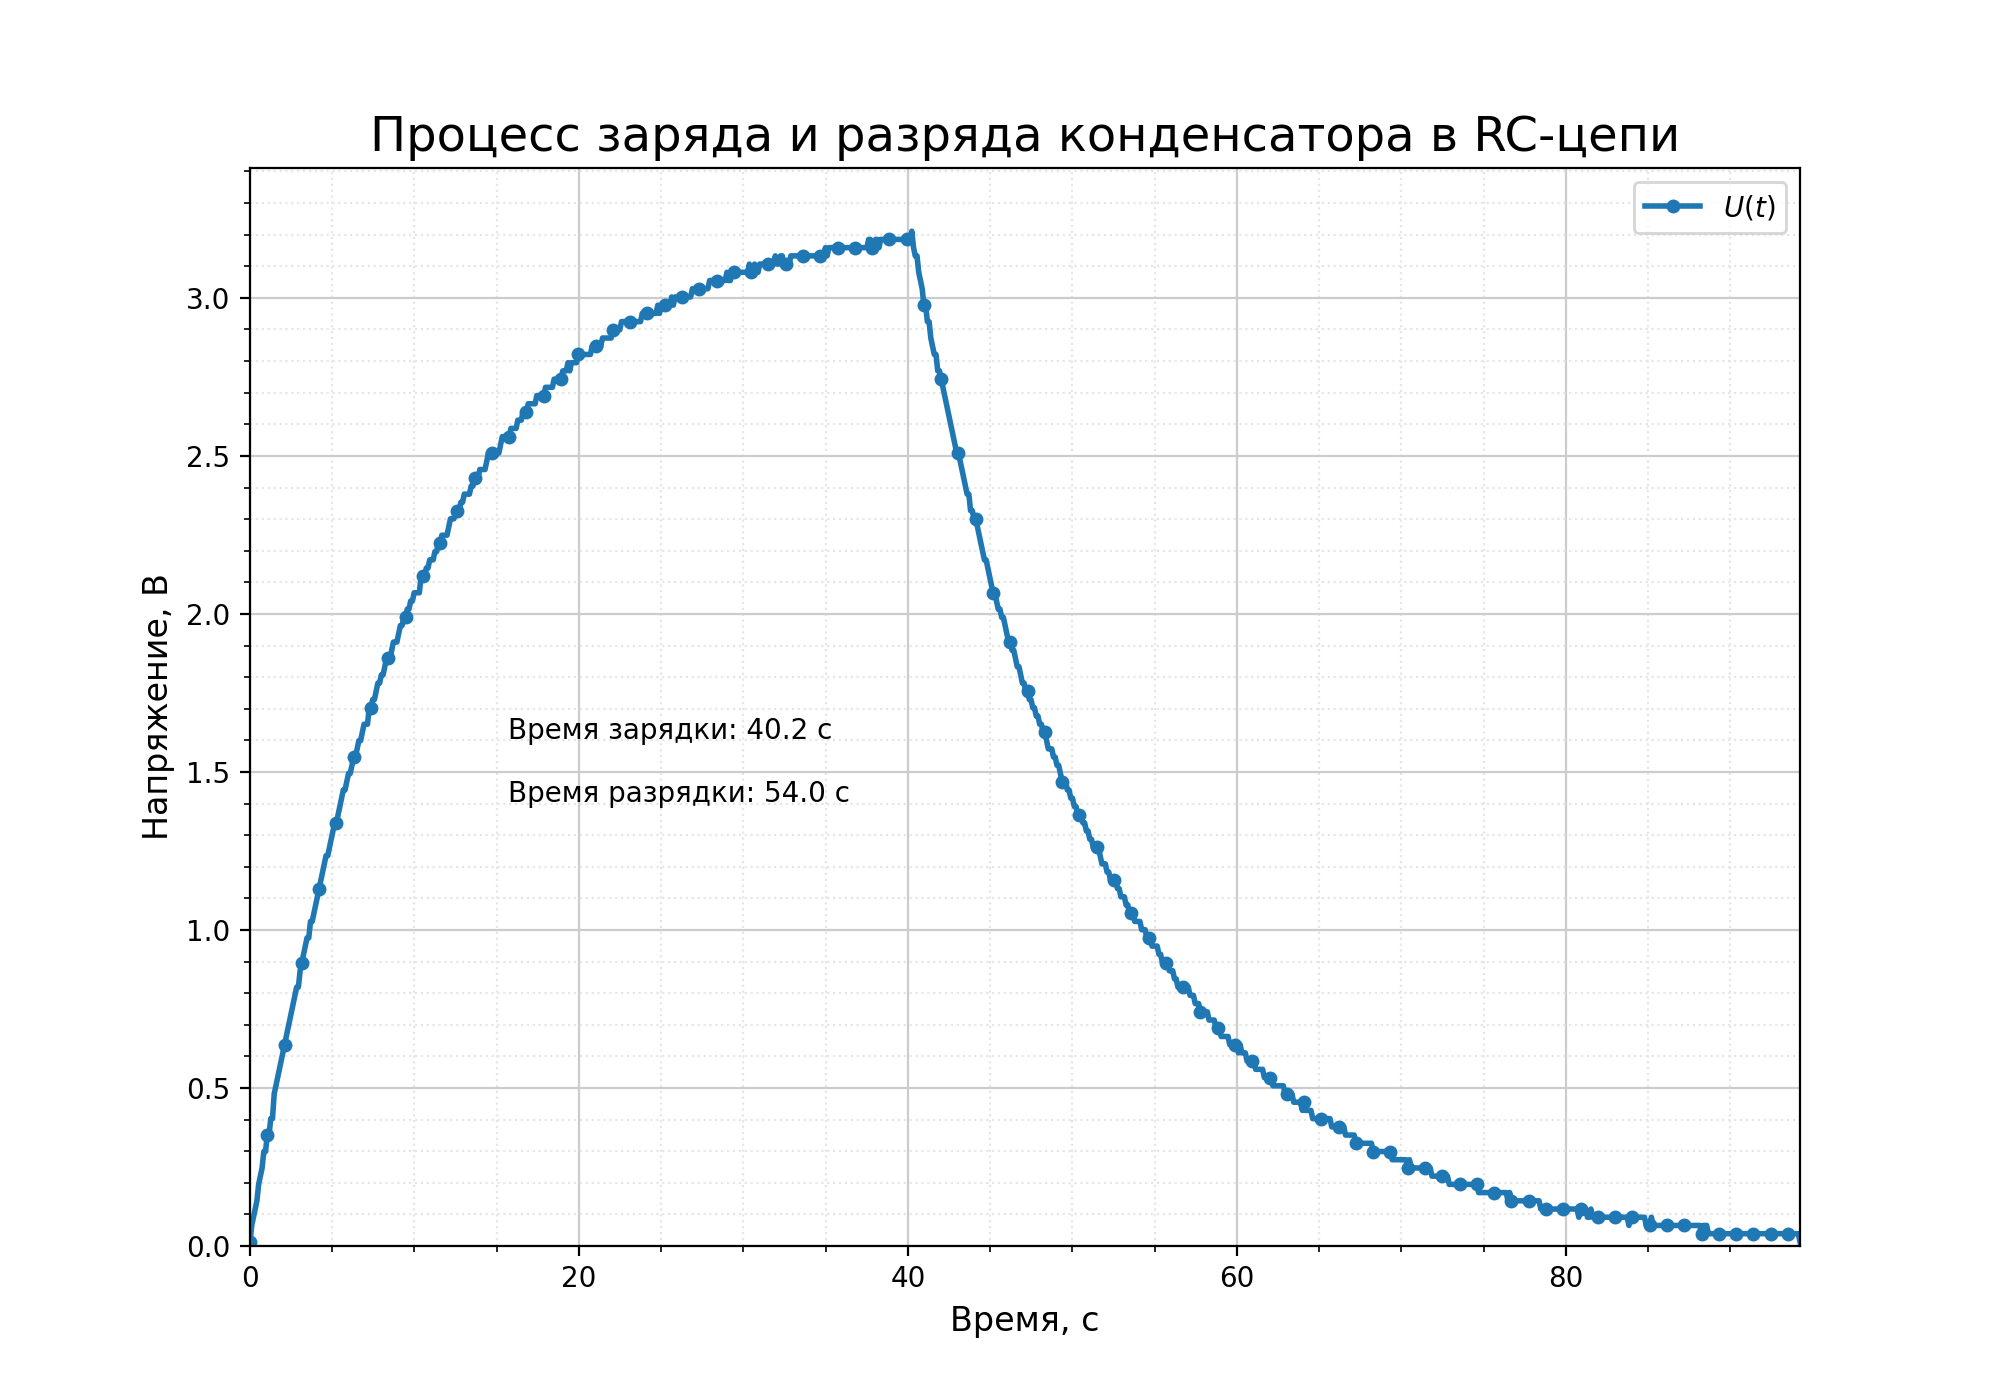 Процесс заряда и разряда конденсатора в RC-цепи
U(t)
Напряжение, В
3.0
2.5
2.0
1.5
1.0
0.5
0.0
Время зарядки: 40.2 с
Время разрядки: 54.0 с
0 20 40 60 80
Время, с